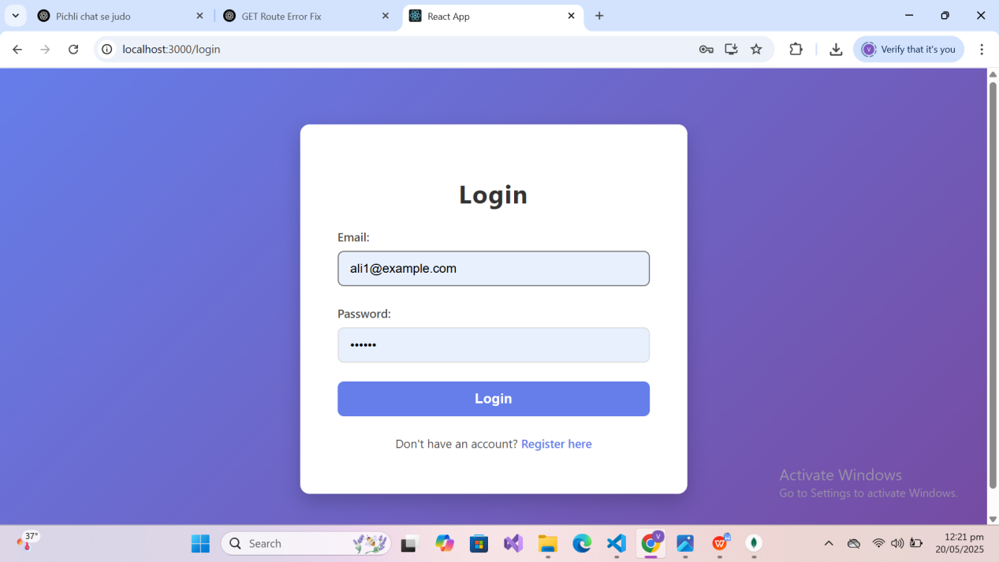 Pichli chat se judo
GET Route Error Fix
React App
localhost:3000/login
V
Verify that it's you
Login
Email:
ali1@example.com
Password:
••••••
Login
Don't have an account? Register here
Activate Windows
Go to Settings to activate Windows.
37°
Search
V
12:21 pm
20/05/2025